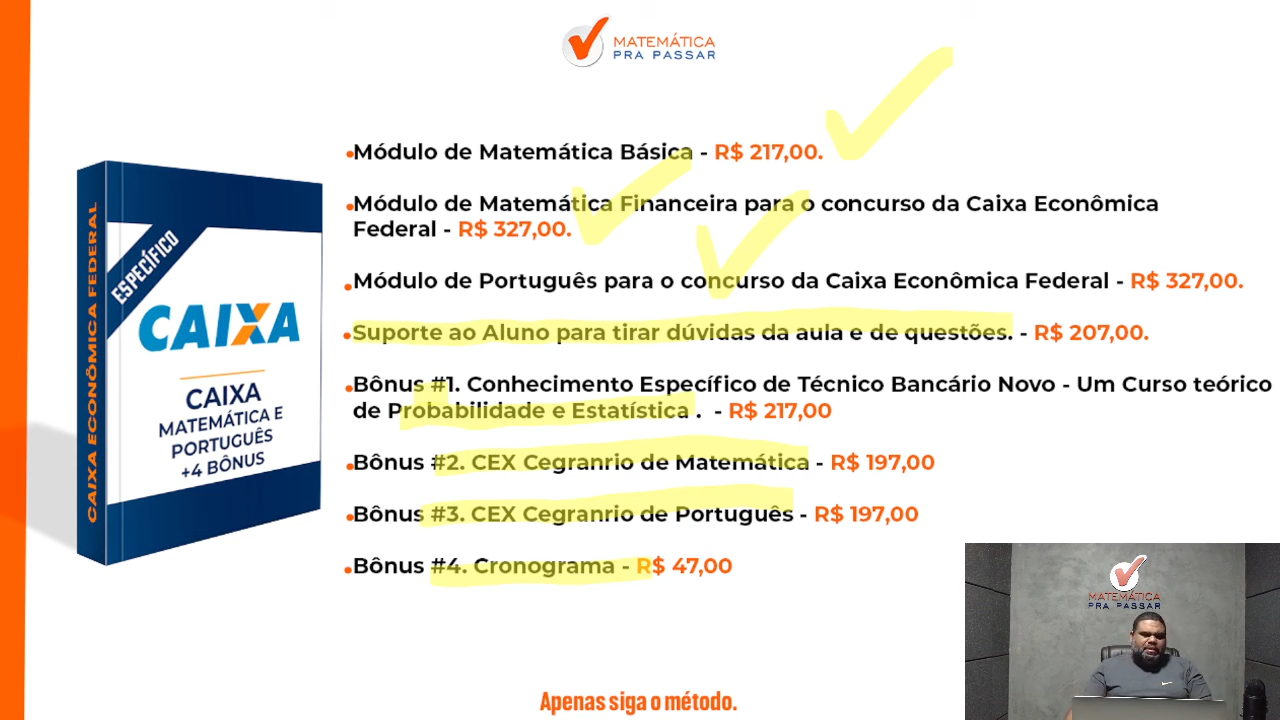 MATEMÁTICA
PRA PASSAR
•Módulo de Matemática Básica - R$ 217,00.
•Módulo de Matemática Financeira para o concurso da Caixa Econômica
Federal - R$ 327,00.
•Módulo de Português para o concurso da Caixa Econômica Federal - R$ 327,00.
•Suporte ao Aluno para tirar dúvidas da aula e de questões. - R$ 207,00.
•Bônus #1. Conhecimento Específico de Técnico Bancário Novo - Um Curso teórico
de Probabilidade e Estatística . - R$ 217,00
•Bônus #2. CEX Cegranrio de Matemática - R$ 197,00
•Bônus #3. CEX Cegranrio de Português - R$ 197,00
•Bônus #4. Cronograma - R$ 47,00
CAIXA ECONÔMICA FEDERAL
ESPECÍFICO
CAIXA
CAIXA
MATEMÁTICA E
PORTUGUÊS
+4 BÔNUS
MATEMÁTICA
PRA PASSAR
Apenas siga o método.